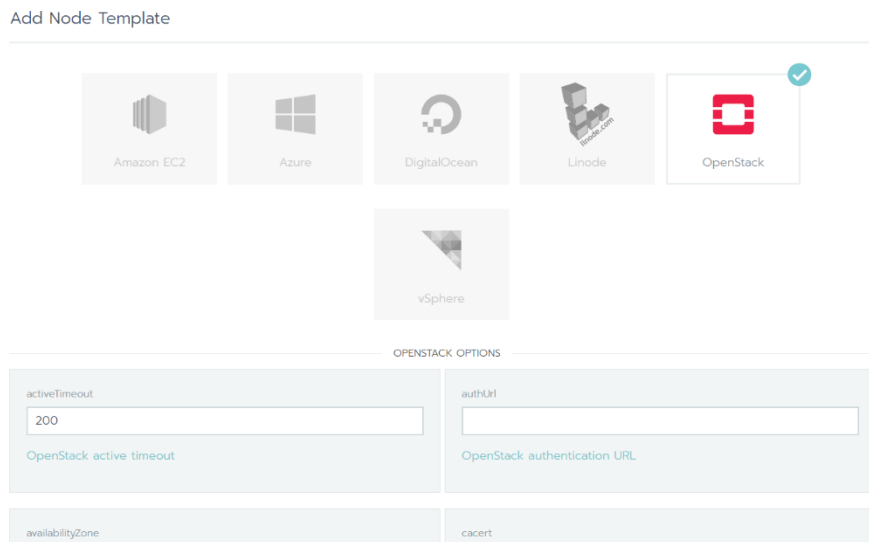 Add Node Template
Amazon EC2
Azure
DigitalOcean
linode.com
Linode
OpenStack
vSphere
OPENSTACK OPTIONS
activeTimeout
authUrl
200
OpenStack active timeout
OpenStack authentication URL
availabilityZone
cacert